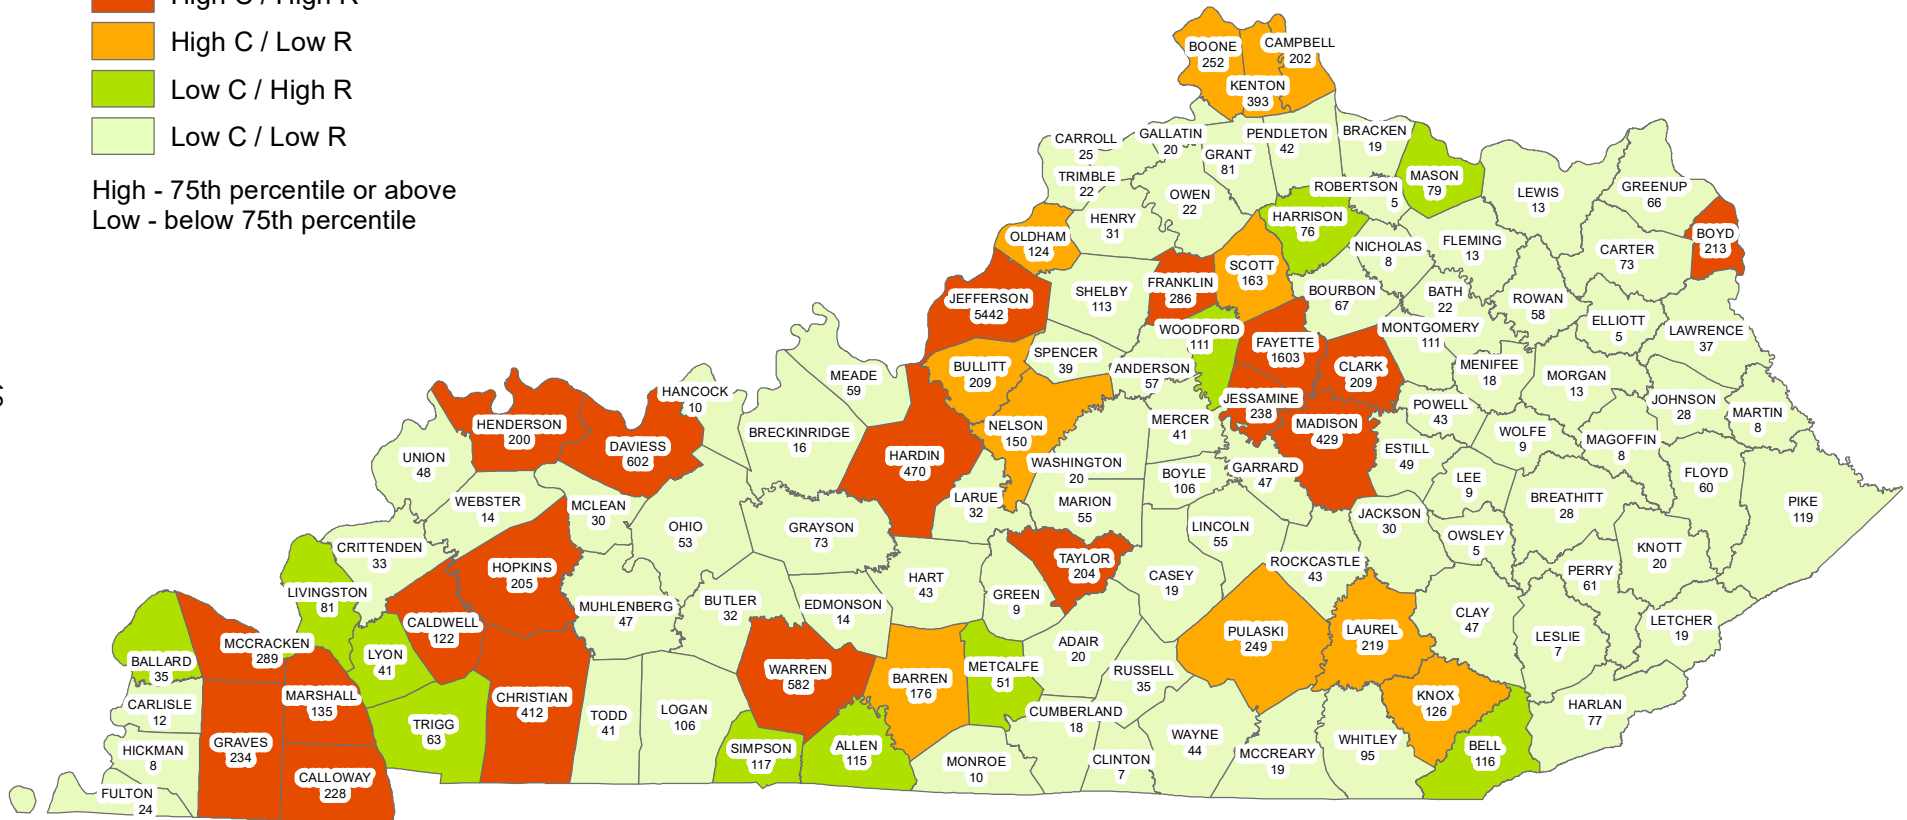 High C / High R
High C / Low R
Low C / High R
Low C / Low R
High - 75th percentile or above
Low - below 75th percentile
BOONE
252
CAMPBELL
202
KENTON
393
CARROLL
25
GALLATIN
20
GRANT
81
PENDLETON
42
BRACKEN
19
MASON
79
TRIMBLE
22
OWEN
22
ROBERTSON
5
LEWIS
13
GREENUP
66
HENRY
31
HARRISON
76
OLDHAM
124
NICHOLAS
8
FLEMING
13
CARTER
73
BOYD
213
SCOTT
163
FRANKLIN
286
SHELBY
113
JEFFERSON
5442
BOURBON
67
BATH
22
ROWAN
58
ELLIOTT
5
LAWRENCE
37
WOODFORD
111
FAYETTE
1603
MONTGOMERY
111
SPENCER
39
ANDERSON
57
BULLITT
209
CLARK
209
MENIFEE
18
MORGAN
13
MEADE
59
HANCOCK
10
JESSAMINE
238
POWELL
43
JOHNSON
28
MARTIN
8
HENDERSON
200
DAVIESS
602
BRECKINRIDGE
16
NELSON
150
MERCER
41
MADISON
429
WOLFE
9
MAGOFFIN
8
UNION
48
HARDIN
470
WASHINGTON
20
BOYLE
106
GARRARD
47
ESTILL
49
LEE
9
FLOYD
60
WEBSTER
14
MCLEAN
30
LARUE
32
MARION
55
BREATHITT
28
PIKE
119
OHIO
53
GRAYSON
73
LINCOLN
55
JACKSON
30
OWSLEY
5
CRITTENDEN
33
HOPKINS
205
TAYLOR
204
ROCKCASTLE
43
KNOTT
20
LIVINGSTON
81
HART
43
CASEY
19
PERRY
61
MUHLENBERG
47
BUTLER
32
EDMONSON
14
GREEN
9
CALDWELL
122
CLAY
47
LETCHER
19
MCCRACKEN
289
PULASKI
249
LAUREL
219
LESLIE
7
BALLARD
35
LYON
41
WARREN
582
METCALFE
51
ADAIR
20
BARREN
176
RUSSELL
35
CARLISLE
12
MARSHALL
135
CHRISTIAN
412
KNOX
126
HARLAN
77
TODD
41
LOGAN
106
CUMBERLAND
18
TRIGG
63
WAYNE
44
WHITLEY
95
HICKMAN
8
GRAVES
234
SIMPSON
117
ALLEN
115
MCCREARY
19
BELL
116
MONROE
10
CLINTON
7
CALLOWAY
228
FULTON
24